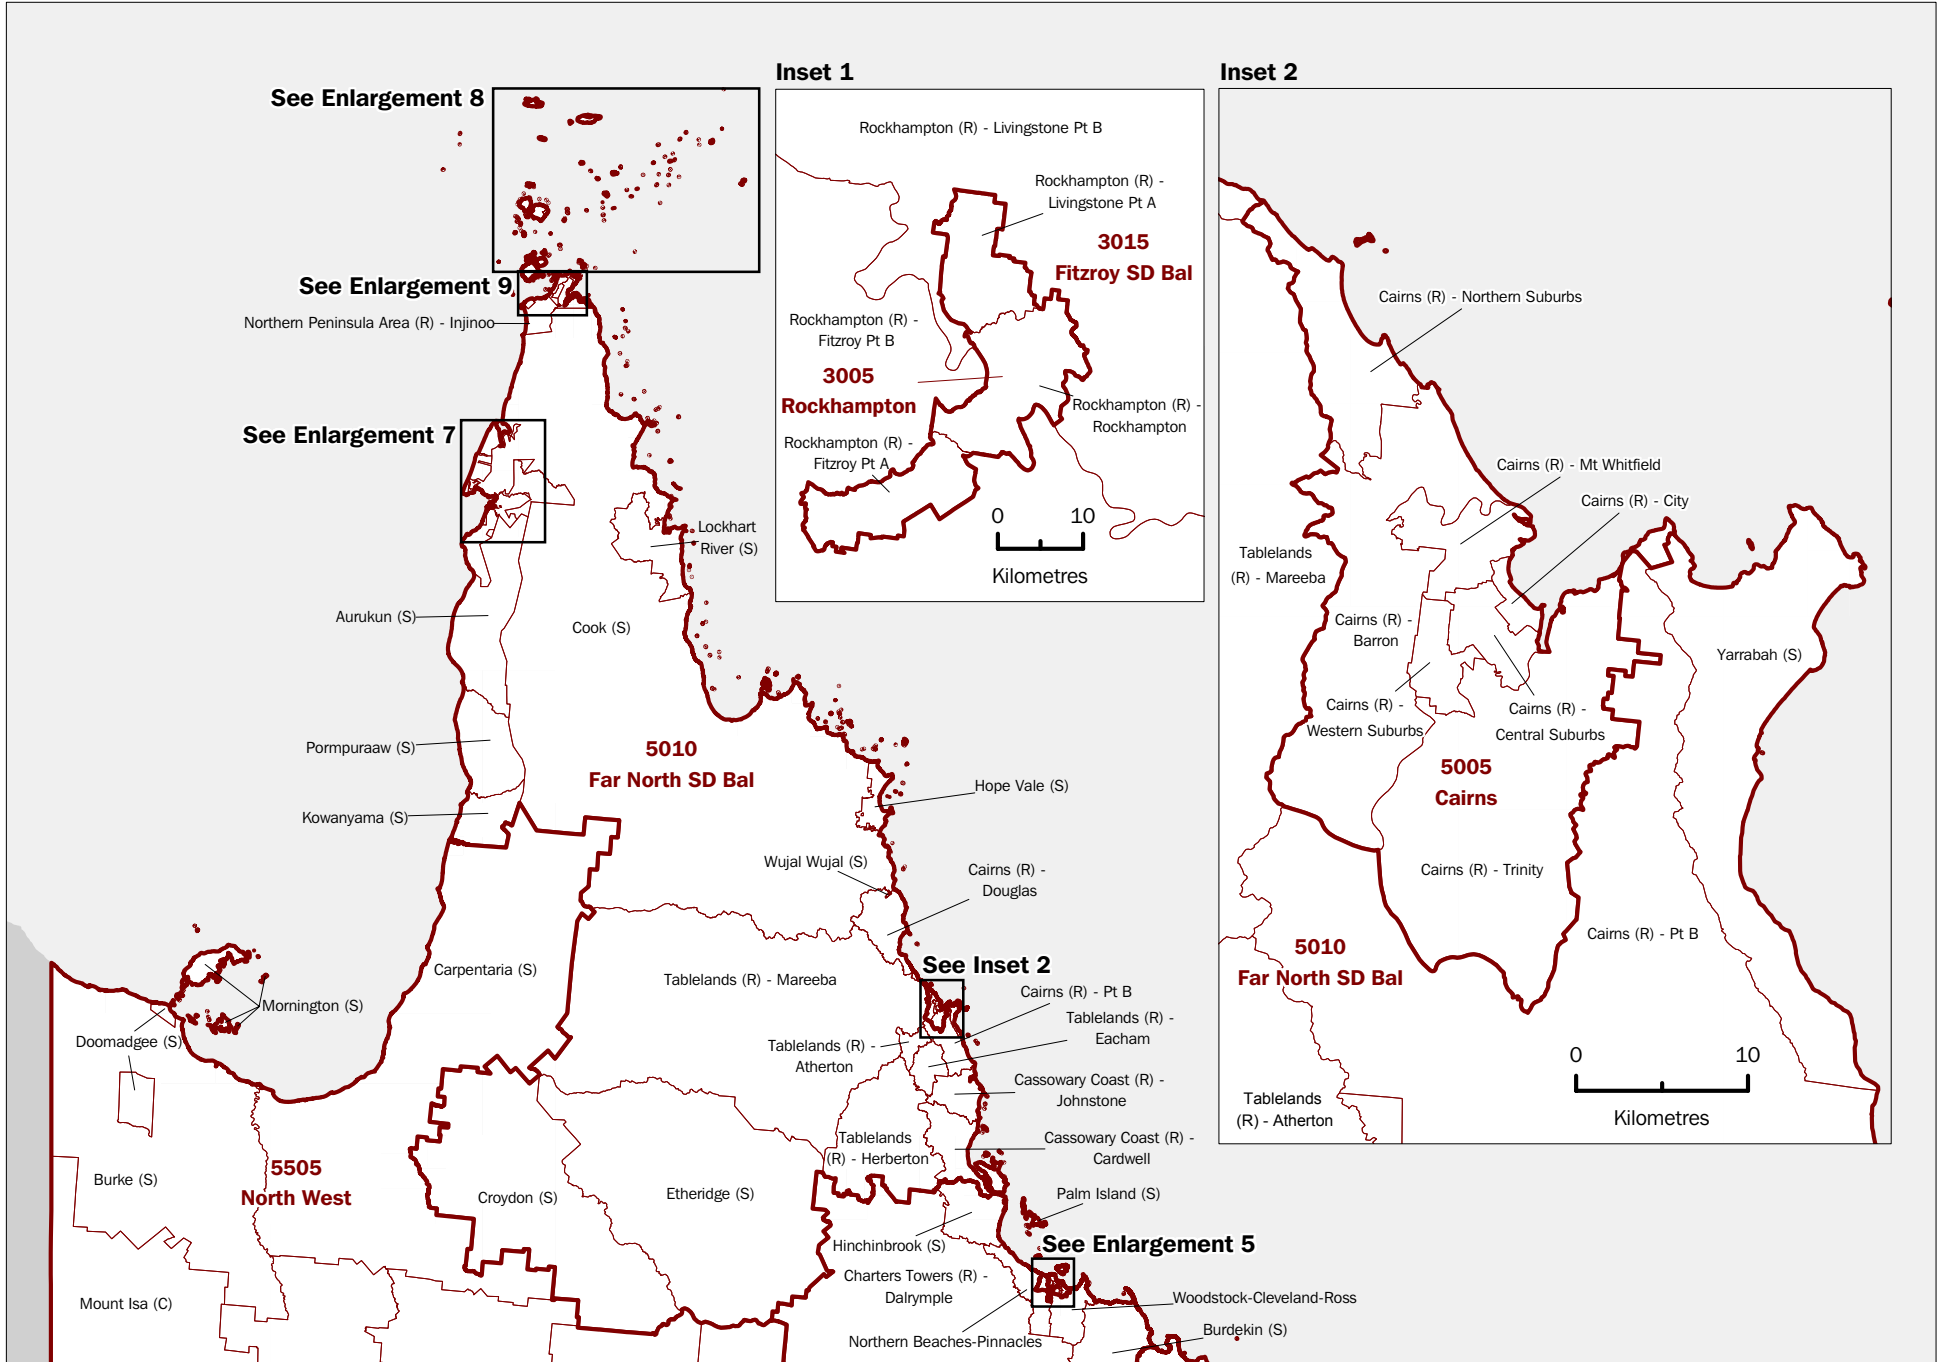 Inset 1
Inset 2
See Enlargement 8
See Enlargement 9
Northern Peninsula Area (R) - Injinoo
See Enlargement 7
Lockhart
River (S)
Aurukun (S)
Cook (S)
Pormpuraaw (S)
5010
Far North SD Bal
Hope Vale (S)
Kowanyama (S)
Wujal Wujal (S)
Cairns (R) -
Douglas
Carpentaria (S)
Tablelands (R) - Mareeba
See Inset 2
Cairns (R) - Pt B
Tablelands (R) -
Eacham
Mornington (S)
Doomadgee (S)
Tablelands (R) -
Atherton
Cassowary Coast (R) -
Johnstone
Tablelands
(R) - Herberton
Cassowary Coast (R) -
Cardwell
Burke (S)
5505
North West
Croydon (S)
Etheridge (S)
Palm Island (S)
Hinchinbrook (S)
See Enlargement 5
Charters Towers (R) -
Dalrymple
Mount Isa (C)
Woodstock-Cleveland-Ross
Northern Beaches-Pinnacles
Burdekin (S)
Rockhampton (R) - Livingstone Pt B
Rockhampton (R) -
Livingstone Pt A
3015
Fitzroy SD Bal
Rockhampton (R) -
Fitzroy Pt B
3005
Rockhampton
Rockhampton (R) -
Rockhampton
Rockhampton (R) -
Fitzroy Pt A
0 10
Kilometres
Cairns (R) - Northern Suburbs
Cairns (R) - Mt Whitfield
Cairns (R) - City
Tablelands
(R) - Mareeba
Cairns (R) -
Barron
Yarrabah (S)
Cairns (R) -
Western Suburbs
Cairns (R) -
Central Suburbs
5005
Cairns
Cairns (R) - Trinity
Cairns (R) - Pt B
5010
Far North SD Bal
Tablelands
(R) - Atherton
0 10
Kilometres